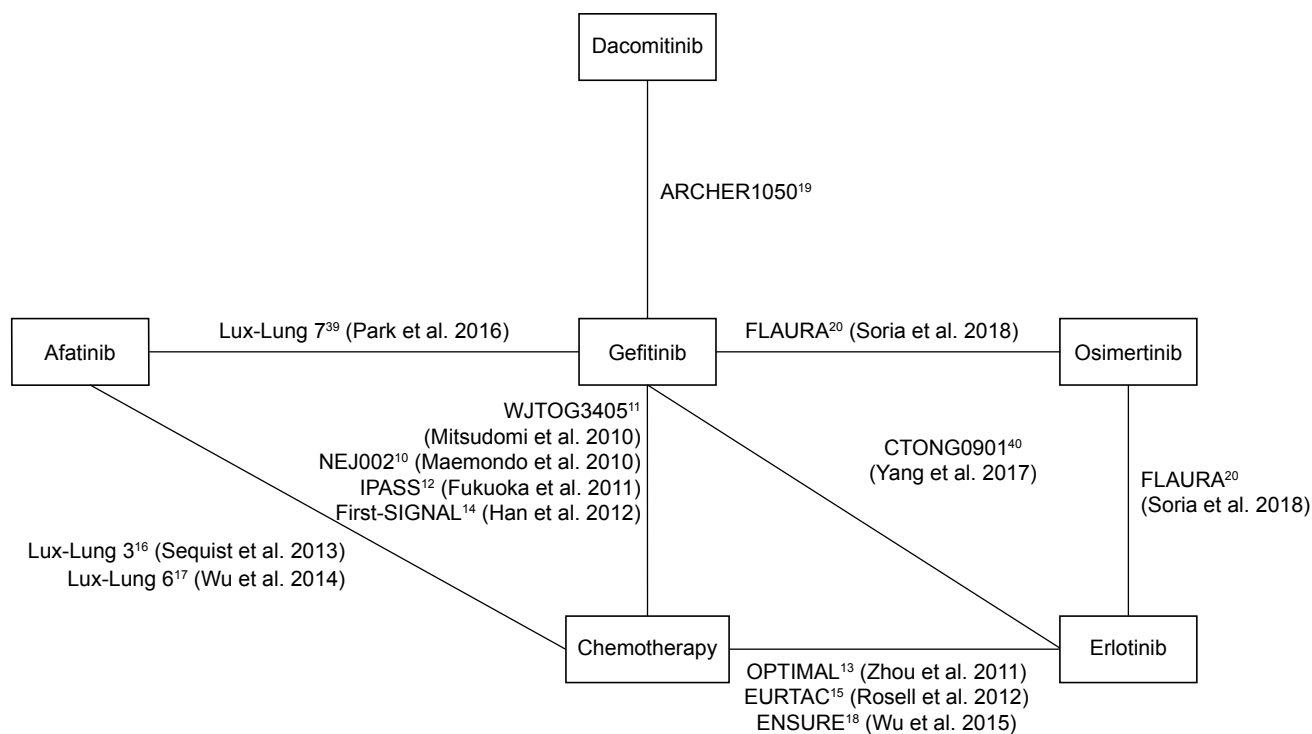 Dacomitinib
ARCHER1050¹⁹
Lux-Lung 7³⁹ (Park et al. 2016)
FLAURA²⁰ (Soria et al. 2018)
Afatinib
Gefitinib
Osimertinib
WJTOG3405¹¹
(Mitsudomi et al. 2010)
NEJ002¹⁰ (Maemondo et al. 2010)
IPASS¹² (Fukuoka et al. 2011)
First-SIGNAL¹⁴ (Han et al. 2012)
CTONG0901⁴⁰
(Yang et al. 2017)
FLAURA²⁰
(Soria et al. 2018)
Lux-Lung 3¹⁶ (Sequist et al. 2013)
Lux-Lung 6¹⁷ (Wu et al. 2014)
Chemotherapy
Erlotinib
OPTIMAL¹³ (Zhou et al. 2011)
EURTAC¹⁵ (Rosell et al. 2012)
ENSURE¹⁸ (Wu et al. 2015)